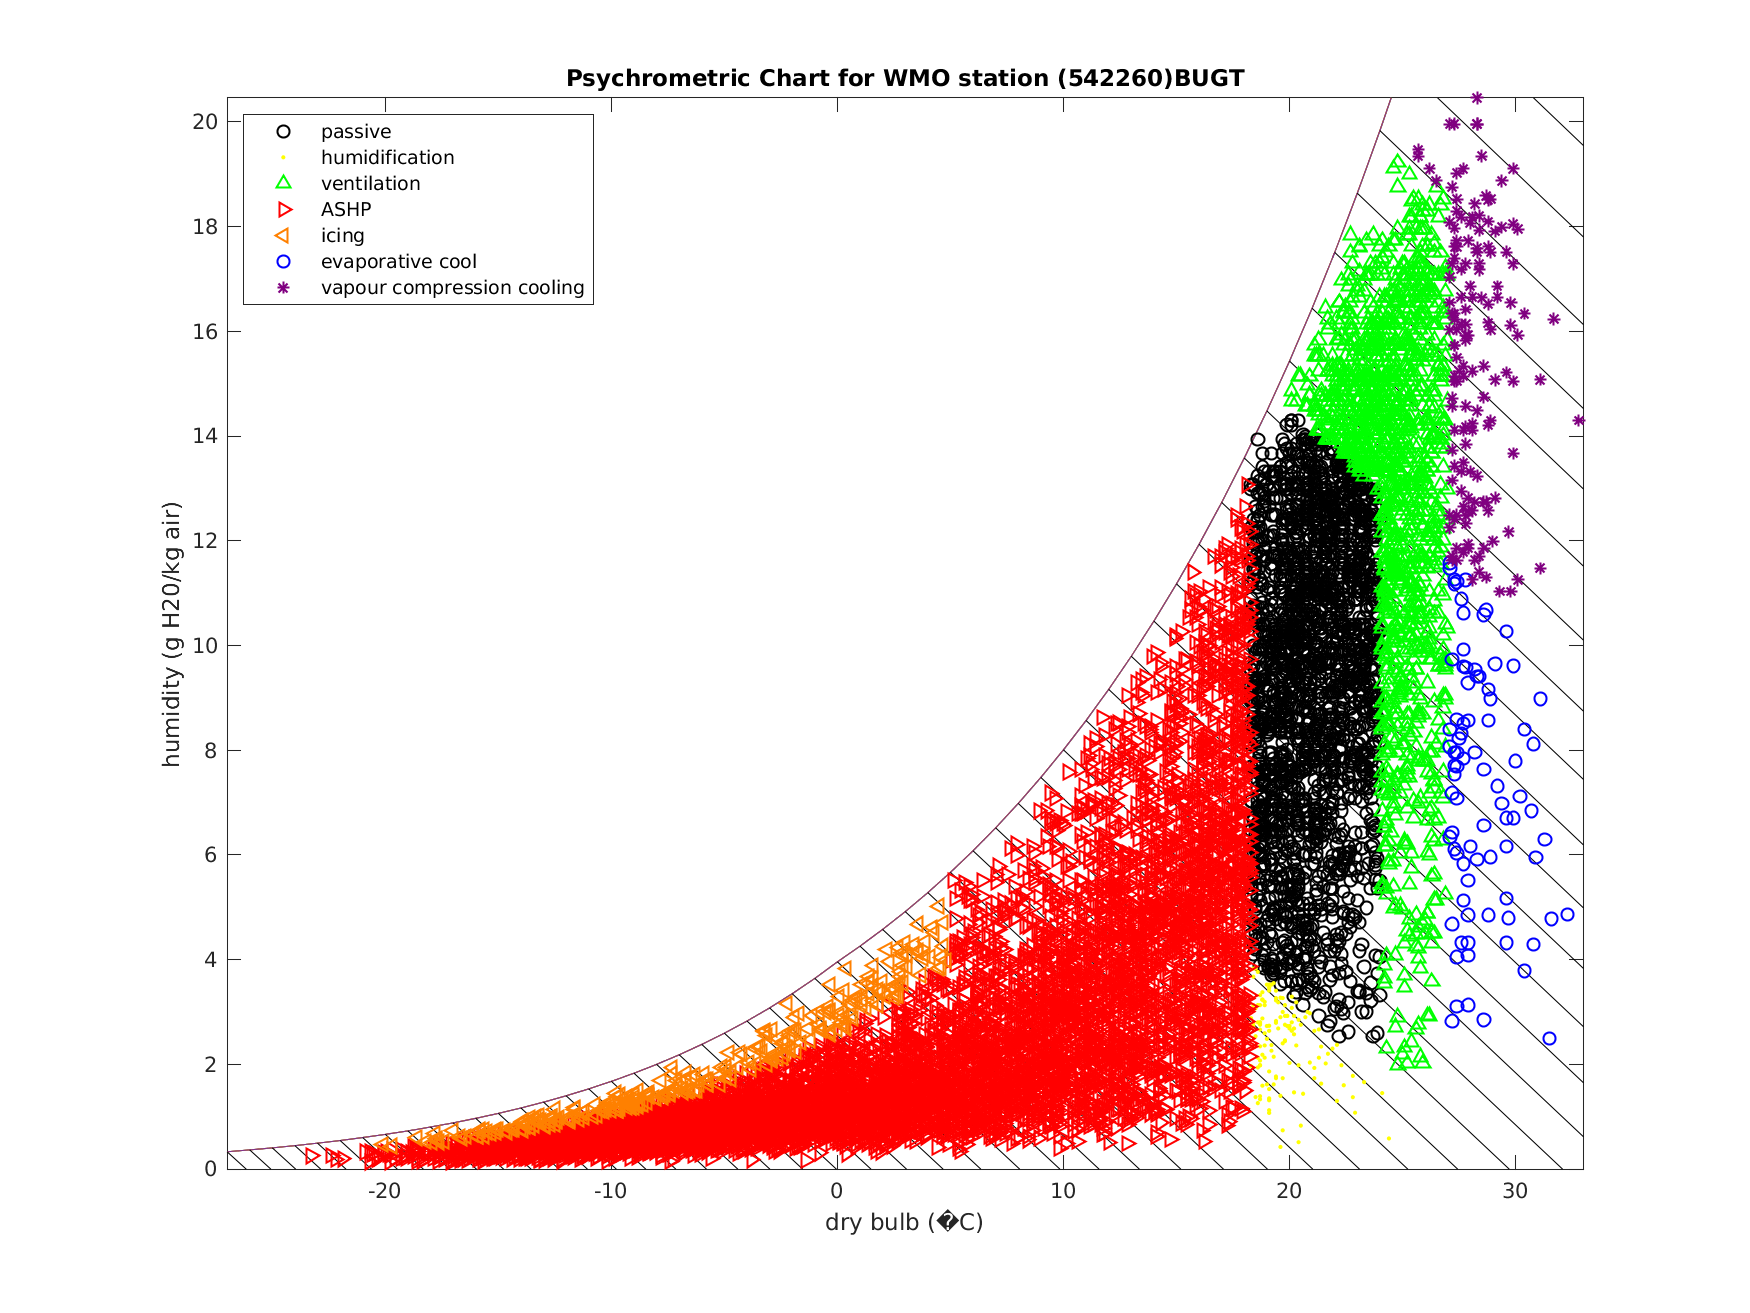 Psychrometric Chart for WMO station (542260)BUGT
passive
humidification
ventilation
ASHP
icing
evaporative cool
vapour compression cooling
humidity (g H20/kg air)
20
18
16
14
12
10
8
6
4
2
0
-20 -10 0 10 20 30
dry bulb (�C)